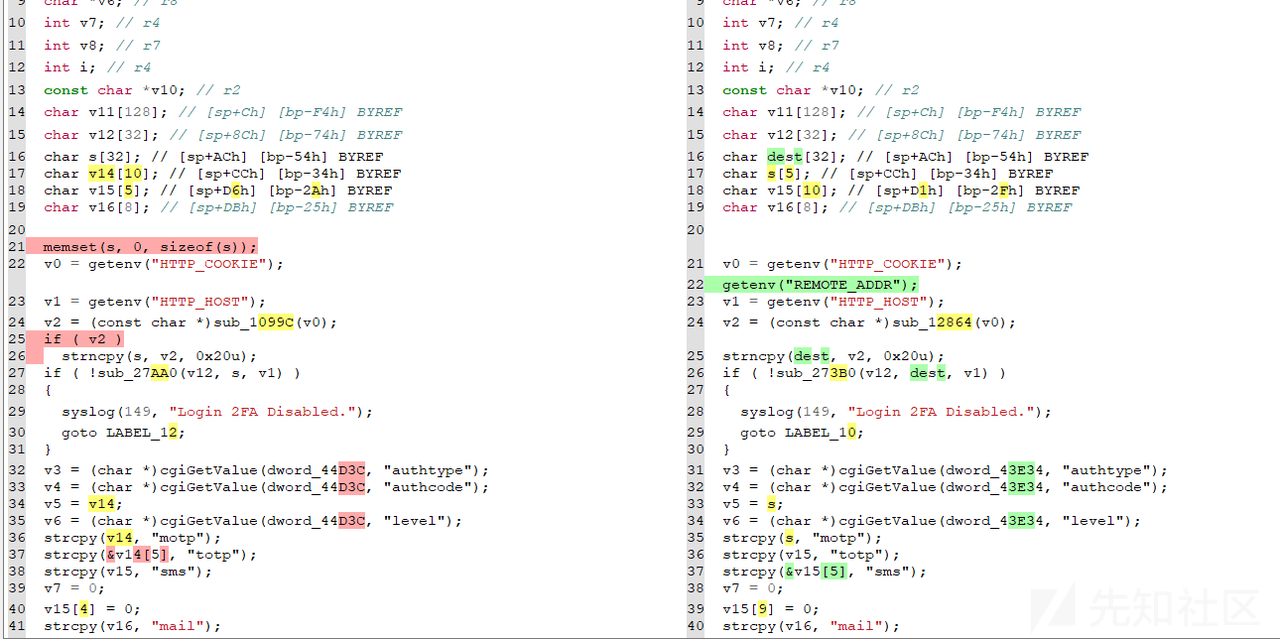 9 char *v6; // r8
10 int v7; // r4
11 int v8; // r7
12 int i; // r4
13 const char *v10; // r2
14 char v11[128]; // [sp+Ch] [bp-F4h] BYREF
15 char v12[32]; // [sp+8Ch] [bp-74h] BYREF
16 char s[32]; // [sp+ACh] [bp-54h] BYREF
17 char v14[10]; // [sp+CCh] [bp-34h] BYREF
18 char v15[5]; // [sp+D6h] [bp-2Ah] BYREF
19 char v16[8]; // [sp+DBh] [bp-25h] BYREF
20
21 memset(s, 0, sizeof(s));
22 v0 = getenv("HTTP_COOKIE");
23 v1 = getenv("HTTP_HOST");
24 v2 = (const char *)sub_1099C(v0);
25 if ( v2 )
26 strncpy(s, v2, 0x20u);
27 if ( !sub_27AA0(v12, s, v1) )
28 {
29 syslog(149, "Login 2FA Disabled.");
30 goto LABEL_12;
31 }
32 v3 = (char *)cgiGetValue(dword_44D3C, "authtype");
33 v4 = (char *)cgiGetValue(dword_44D3C, "authcode");
34 v5 = v14;
35 v6 = (char *)cgiGetValue(dword_44D3C, "level");
36 strcpy(v14, "motp");
37 strcpy(&v14[5], "totp");
38 strcpy(v15, "sms");
39 v7 = 0;
40 v15[4] = 0;
41 strcpy(v16, "mail");
9 char *v6; // r8
10 int v7; // r4
11 int v8; // r7
12 int i; // r4
13 const char *v10; // r2
14 char v11[128]; // [sp+Ch] [bp-F4h] BYREF
15 char v12[32]; // [sp+8Ch] [bp-74h] BYREF
16 char dest[32]; // [sp+ACh] [bp-54h] BYREF
17 char s[5]; // [sp+CCh] [bp-34h] BYREF
18 char v15[10]; // [sp+D1h] [bp-2Fh] BYREF
19 char v16[8]; // [sp+DBh] [bp-25h] BYREF
20
21 v0 = getenv("HTTP_COOKIE");
22 getenv("REMOTE_ADDR");
23 v1 = getenv("HTTP_HOST");
24 v2 = (const char *)sub_12864(v0);
25 strncpy(dest, v2, 0x20u);
26 if ( !sub_273B0(v12, dest, v1) )
27 {
28 syslog(149, "Login 2FA Disabled.");
29 goto LABEL_10;
30 }
31 v3 = (char *)cgiGetValue(dword_43E34, "authtype");
32 v4 = (char *)cgiGetValue(dword_43E34, "authcode");
33 v5 = s;
34 v6 = (char *)cgiGetValue(dword_43E34, "level");
35 strcpy(s, "motp");
36 strcpy(v15, "totp");
37 strcpy(&v15[5], "sms");
38 v7 = 0;
39 v15[9] = 0;
40 strcpy(v16, "mail");
先知社区